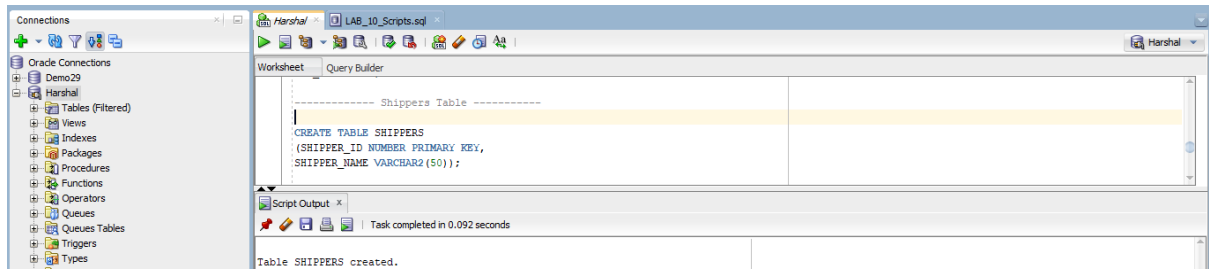 Connections
Oracle Connections
Demo29
Harshal
Tables (Filtered)
Views
Indexes
Packages
Procedures
Functions
Operators
Queues
Queues Tables
Triggers
Types
Harshal
LAB_10_Scripts.sql
Harshal
Worksheet Query Builder
------------- Shippers Table -----------
CREATE TABLE SHIPPERS
(SHIPPER_ID NUMBER PRIMARY KEY,
SHIPPER_NAME VARCHAR2(50));
Script Output
Task completed in 0.092 seconds
Table SHIPPERS created.